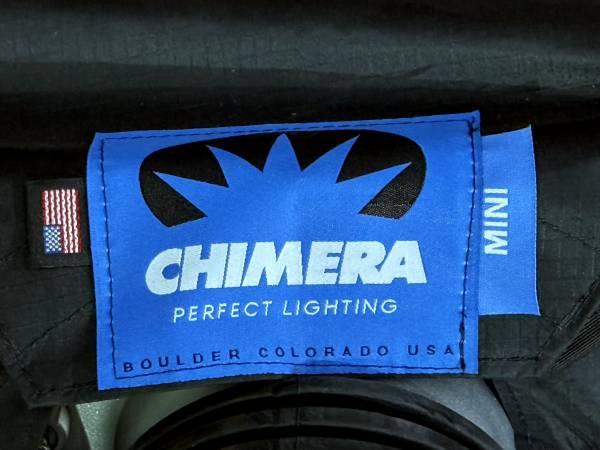 CHIMERA
PERFECT LIGHTING
BOULDER COLORADO USA
MINI